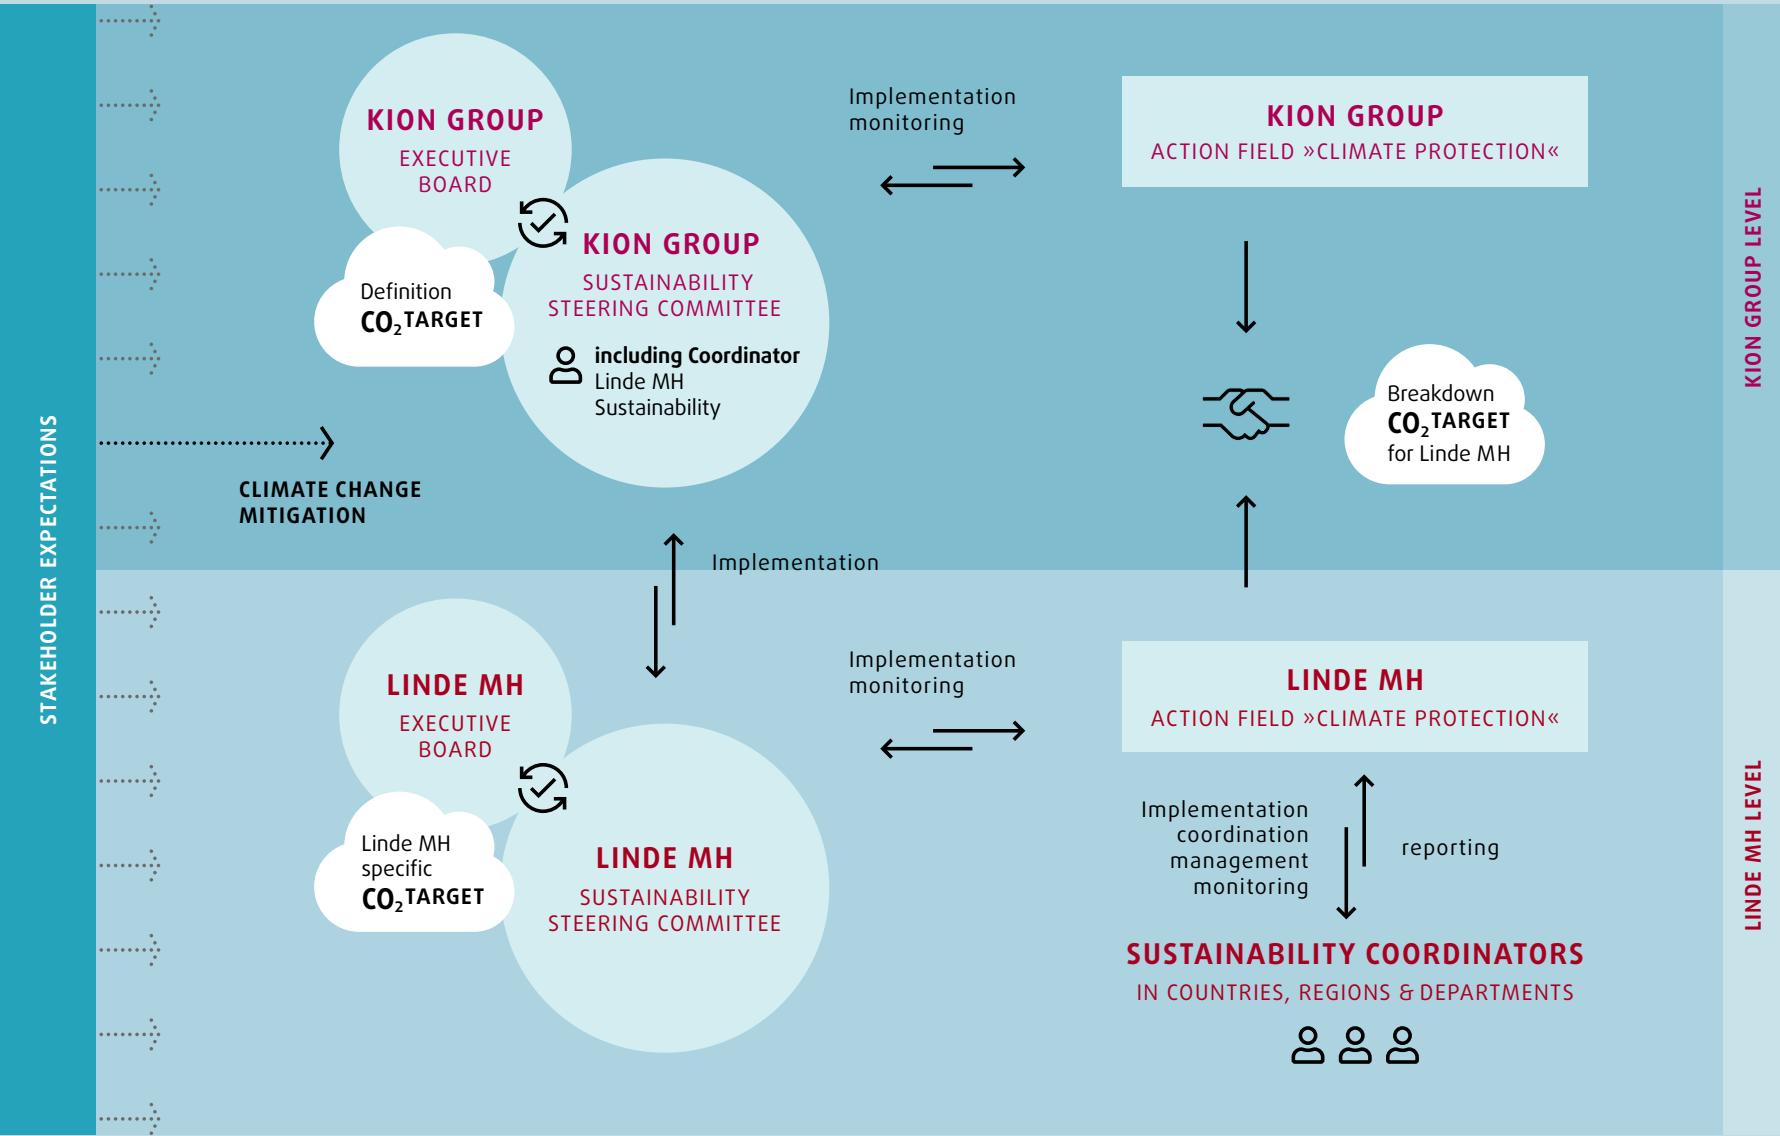 STAKEHOLDER EXPECTATIONS
KION GROUP
EXECUTIVE
BOARD
Definition
CO₂ TARGET
KION GROUP
SUSTAINABILITY
STEERING COMMITTEE
including Coordinator
Linde MH
Sustainability
CLIMATE CHANGE
MITIGATION
Implementation
monitoring
KION GROUP
ACTION FIELD »CLIMATE PROTECTION«
Breakdown
CO₂ TARGET
for Linde MH
KION GROUP LEVEL
Implementation
LINDE MH
EXECUTIVE
BOARD
Linde MH
specific
CO₂ TARGET
LINDE MH
SUSTAINABILITY
STEERING COMMITTEE
Implementation
monitoring
LINDE MH
ACTION FIELD »CLIMATE PROTECTION«
Implementation
coordination
management
monitoring
reporting
SUSTAINABILITY COORDINATORS
IN COUNTRIES, REGIONS & DEPARTMENTS
LINDE MH LEVEL